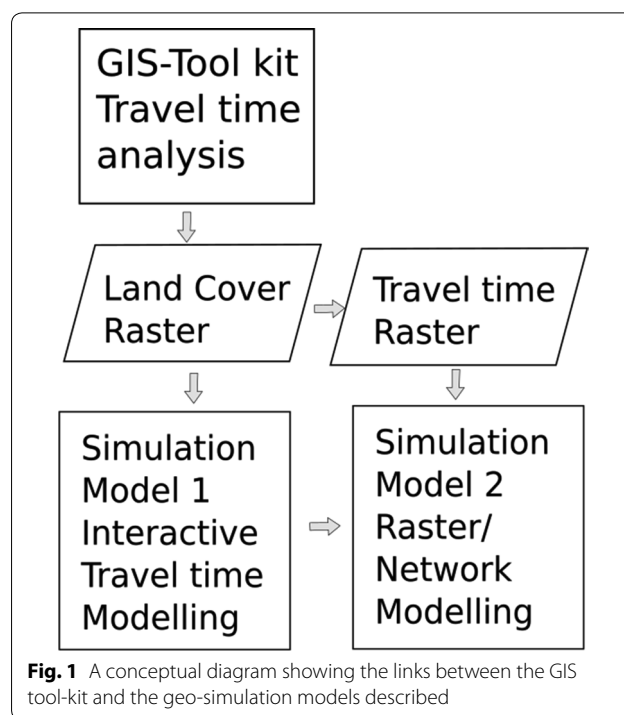 GIS-Tool kit
Travel time
analysis
Land Cover
Raster
Travel time
Raster
Simulation
Model 1
Interactive
Travel time
Modelling
Simulation
Model 2
Raster/
Network
Modelling
Fig. 1 A conceptual diagram showing the links between the GIS
tool-kit and the geo-simulation models described